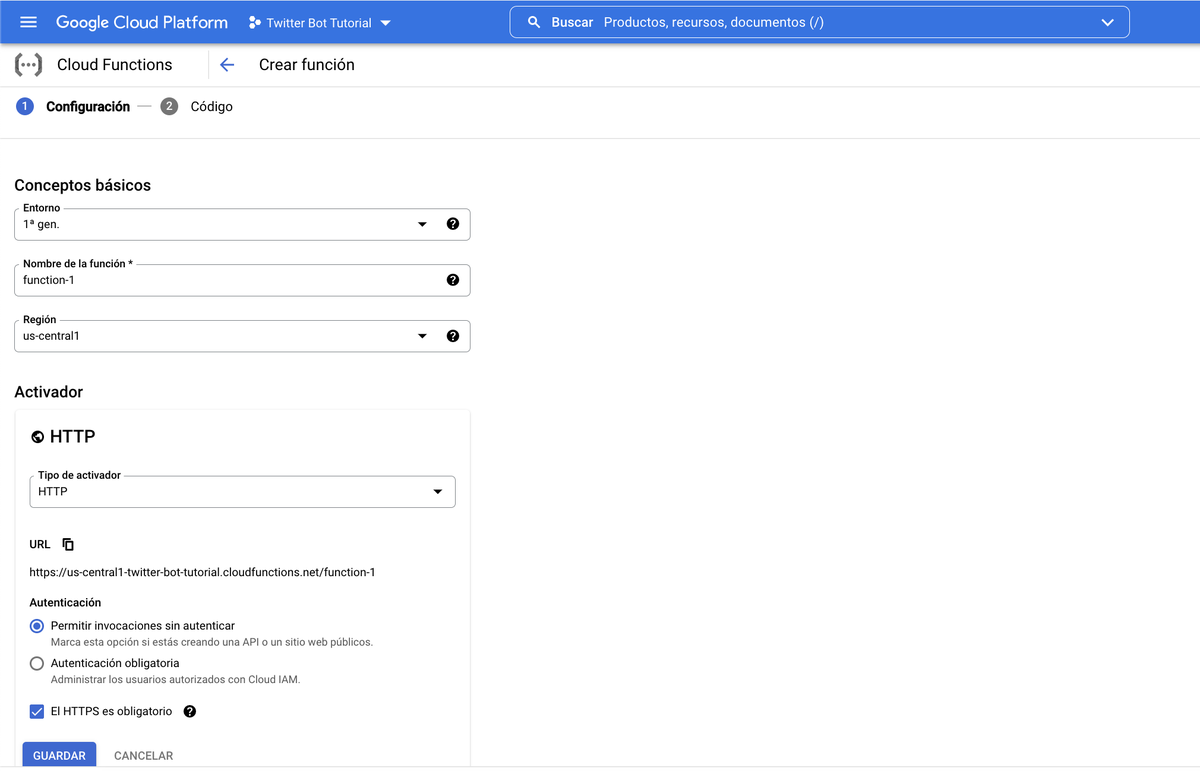 Google Cloud Platform Twitter Bot Tutorial Buscar Productos, recursos, documentos (/)
Cloud Functions Crear función
1 Configuración — 2 Código
Conceptos básicos
Entorno
1ª gen.
Nombre de la función *
function-1
Región
us-central1
Activador
HTTP
Tipo de activador
HTTP
URL
https://us-central1-twitter-bot-tutorial.cloudfunctions.net/function-1
Autenticación
Permitir invocaciones sin autenticar
Marca esta opción si estás creando una API o un sitio web públicos.
Autenticación obligatoria
Administrar los usuarios autorizados con Cloud IAM.
El HTTPS es obligatorio
GUARDAR CANCELAR